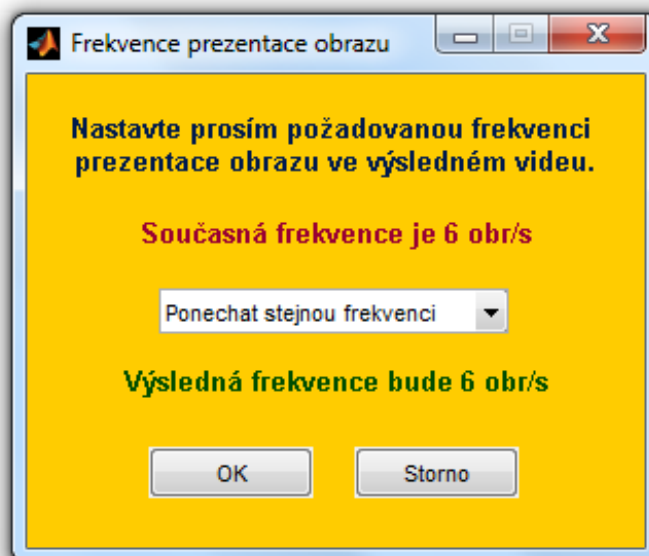 Frekvence prezentace obrazu
Nastavte prosím požadovanou frekvenci
prezentace obrazu ve výsledném videu.
Současná frekvence je 6 obr/s
Ponechat stejnou frekvenci
Výsledná frekvence bude 6 obr/s
OK
Storno